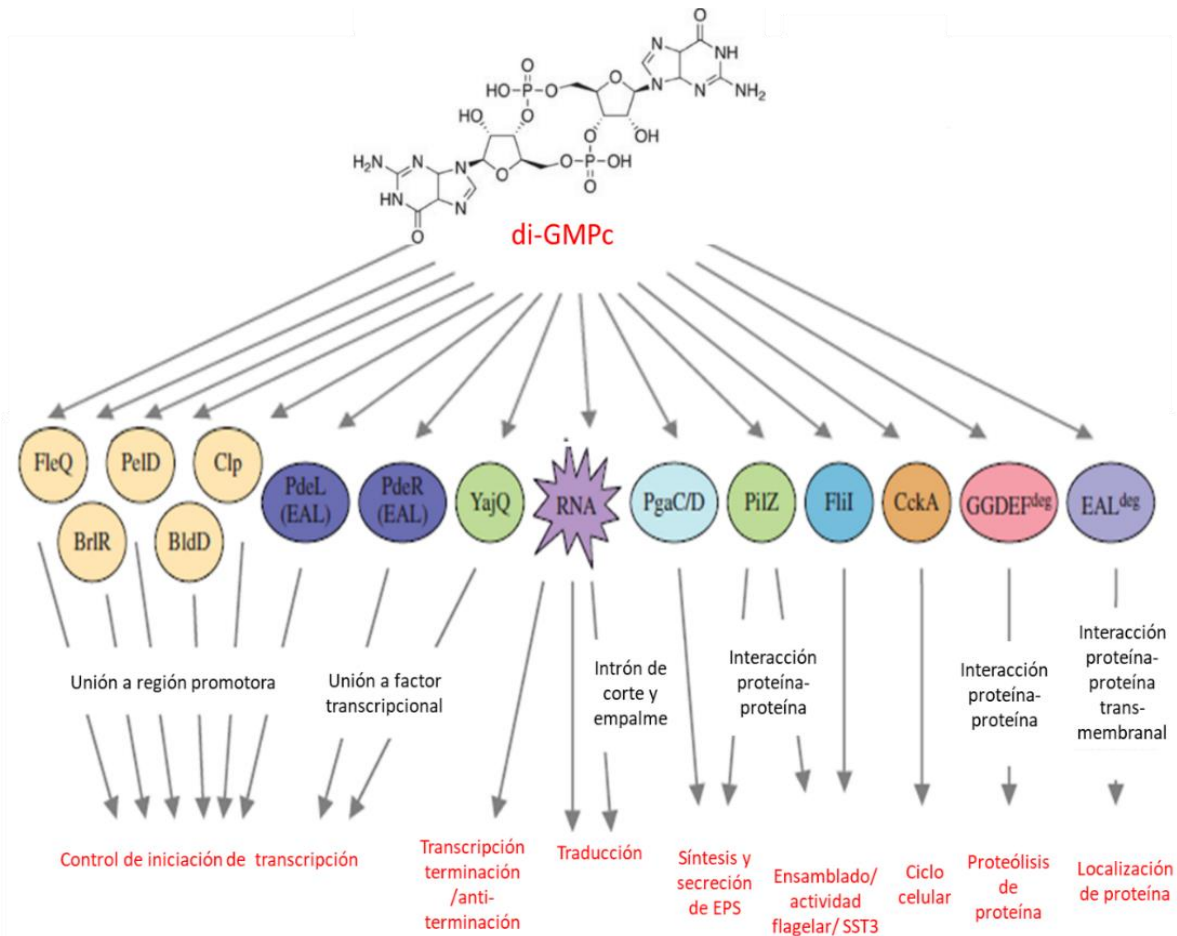 O
N
NH
N
N
NH₂
O
HO-P-O
O
O
HO
O
OH
H₂N
N
N
O
O-P-OH
O
HN
N
O
di-GMPc
FleQ
PelD
Clp
BrlR
BldD
PdeL
(EAL)
PdeR
(EAL)
YajQ
RNA
PgaC/D
PilZ
FliI
CckA
GGDEFdeg
EALdeg
Unión a región promotora
Unión a factor
transcripcional
Intrón de
corte y
empalme
Interacción
proteína-
proteína
Interacción
proteína-
proteína
Interacción
proteína-
proteína
trans-
membranal
Control de iniciación de transcripción
Transcripción
terminación
/anti-
terminación
Traducción
Síntesis y
secreción
de EPS
Ensamblado/
actividad
flagelar/ SST3
Ciclo
celular
Proteólisis
de
proteína
Localización
de proteína